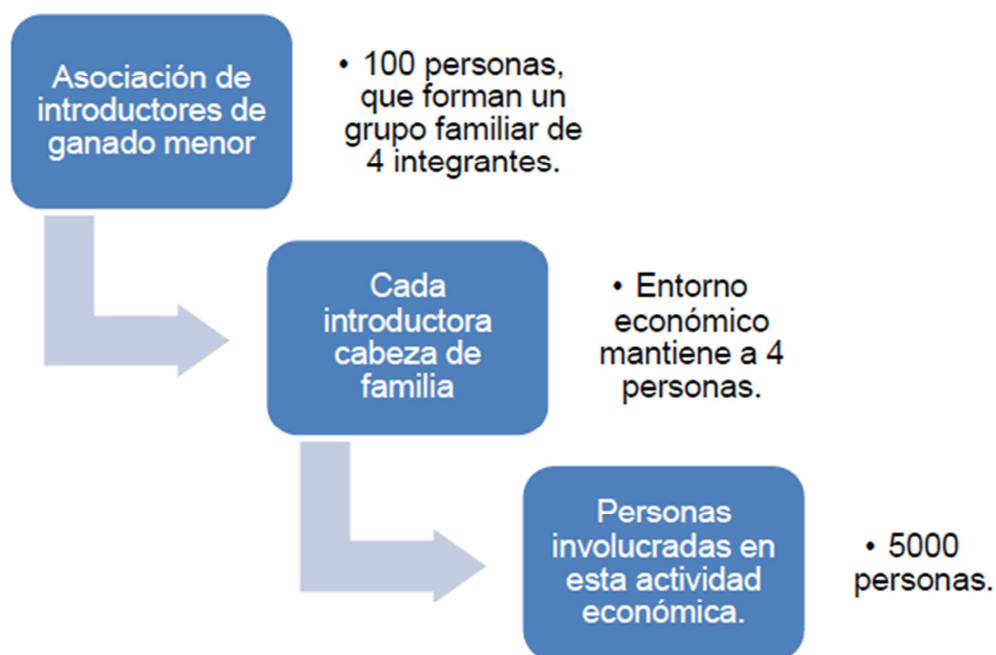 Asociación de
introductores de
ganado menor
• 100 personas,
que forman un
grupo familiar de
4 integrantes.
Cada
introductora
cabeza de
familia
• Entorno
económico
mantiene a 4
personas.
Personas
involucradas en
esta actividad
económica.
• 5000
personas.